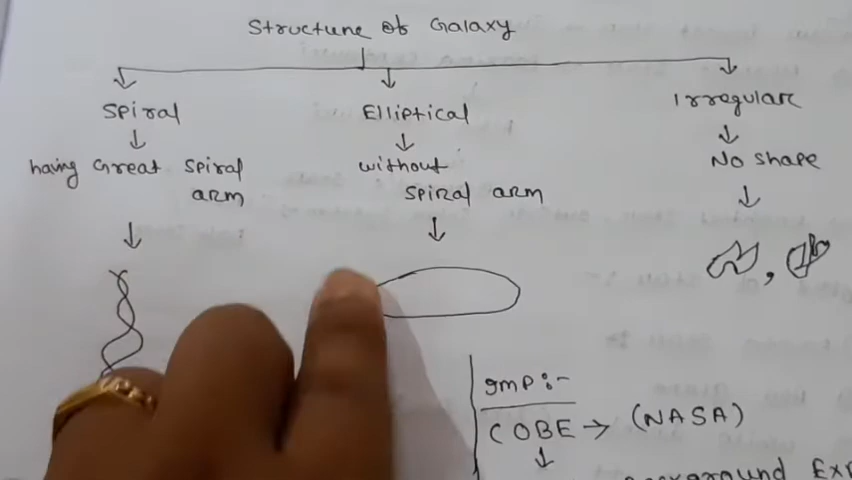 Structure of Galaxy
Spiral
Elliptical
Irregular
having Great Spiral
arm
without
spiral arm
No shape
,
Imp :-
COBE → (NASA)